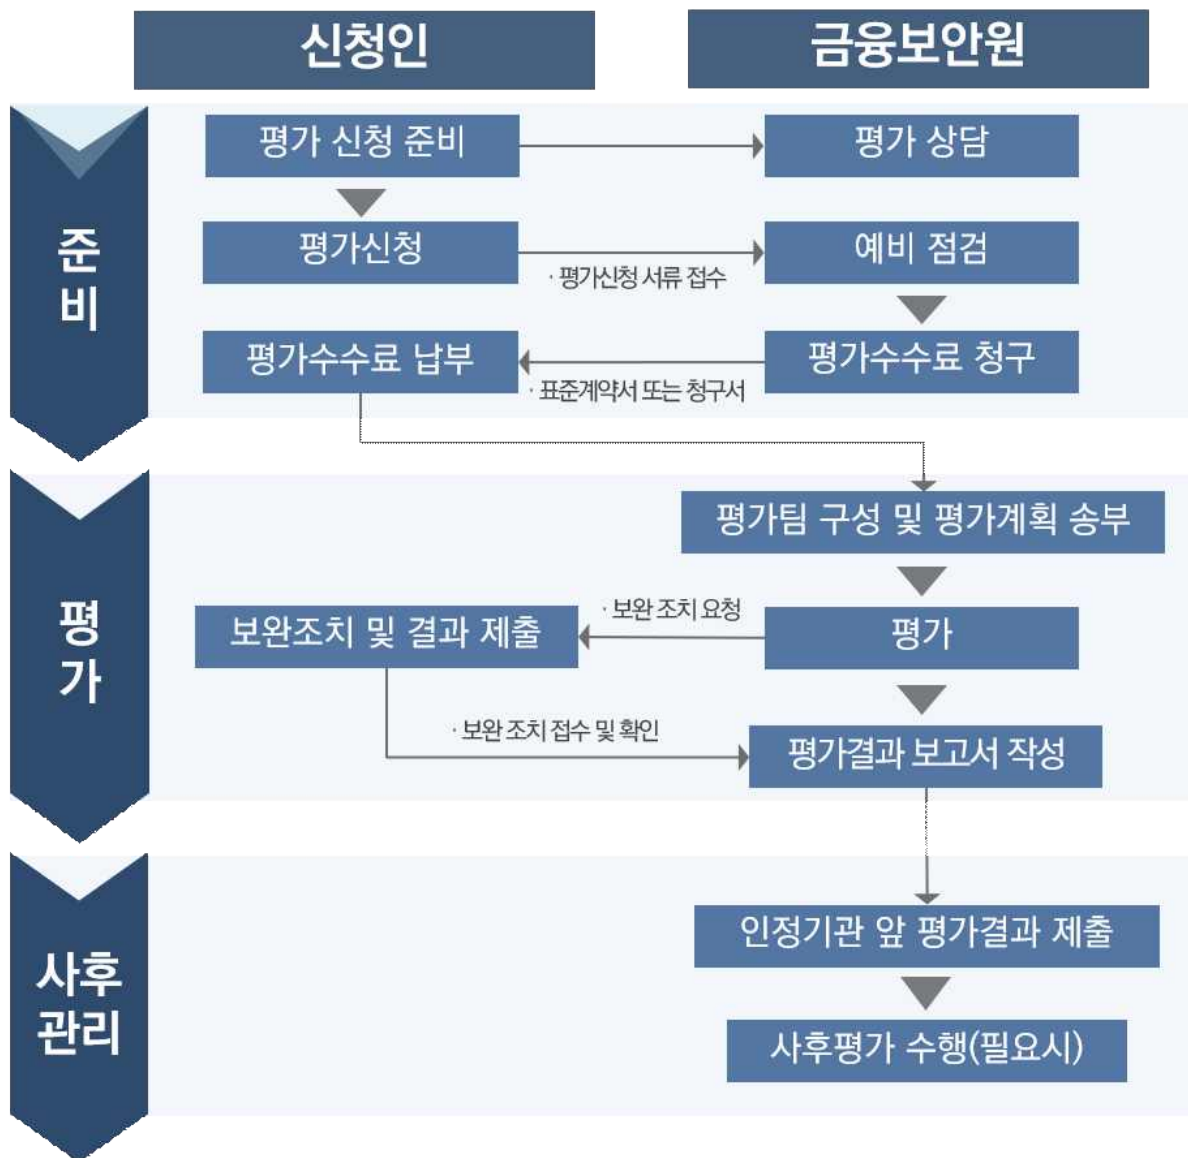 신청인
금융보안원
준
비
평가 신청 준비
평가 상담
평가신청
예비 점검
· 평가신청 서류 접수
평가수수료 납부
평가수수료 청구
· 표준계약서 또는 청구서
평
가
평가팀 구성 및 평가계획 송부
· 보완 조치 요청
보완조치 및 결과 제출
평가
· 보완 조치 접수 및 확인
평가결과 보고서 작성
사후
관리
인정기관 앞 평가결과 제출
사후평가 수행(필요시)